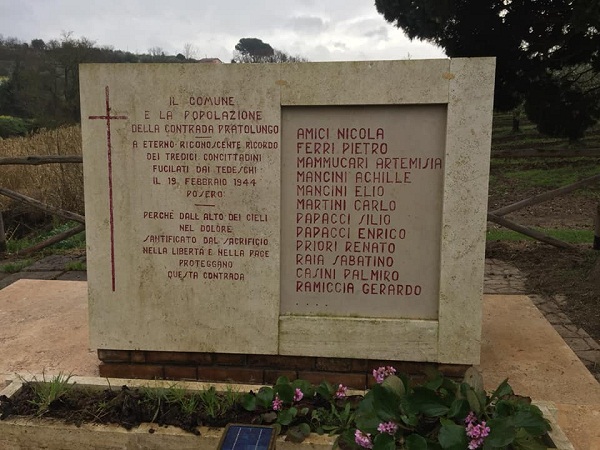 IL COMUNE
E LA POPOLAZIONE
DELLA CONTRADA PRATOLUNGO
A ETERNO RICONOSCENTE RICORDO
DEI TREDICI CONCITTADINI
FUCILATI DAI TEDESCHI
IL 19. FEBBRAIO 1944
POSERO
PERCHÈ DALL'ALTO DEI CIELI
NEL DOLORE
SANTIFICATO DAL SACRIFICIO
NELLA LIBERTÀ E NELLA PACE
PROTEGGANO
QUESTA CONTRADA
AMICI NICOLA
FERRI PIETRO
MAMMUCARI ARTEMISIA
MANCINI ACHILLE
MANCINI ELIO
MARTINI CARLO
PAPACCI SILIO
PAPACCI ENRICO
PRIORI RENATO
RAIA SABATINO
CASINI PALMIRO
RAMICCIA GERARDO
. . . .